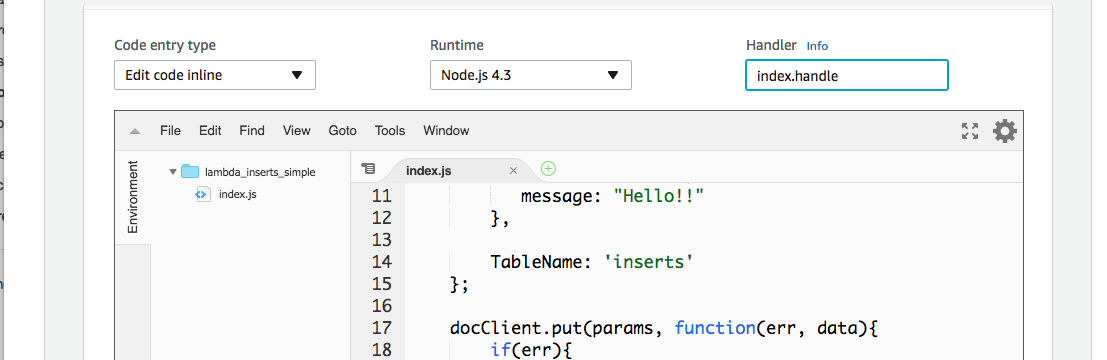 Code entry type Runtime Handler Info
Edit code inline Node.js 4.3 index.handle
File Edit Find View Goto Tools Window
Environment
lambda_inserts_simple
index.js
index.js
11 message: "Hello!!"
12 },
13
14 TableName: 'inserts'
15 };
16
17 docClient.put(params, function(err, data){
18 if(err){